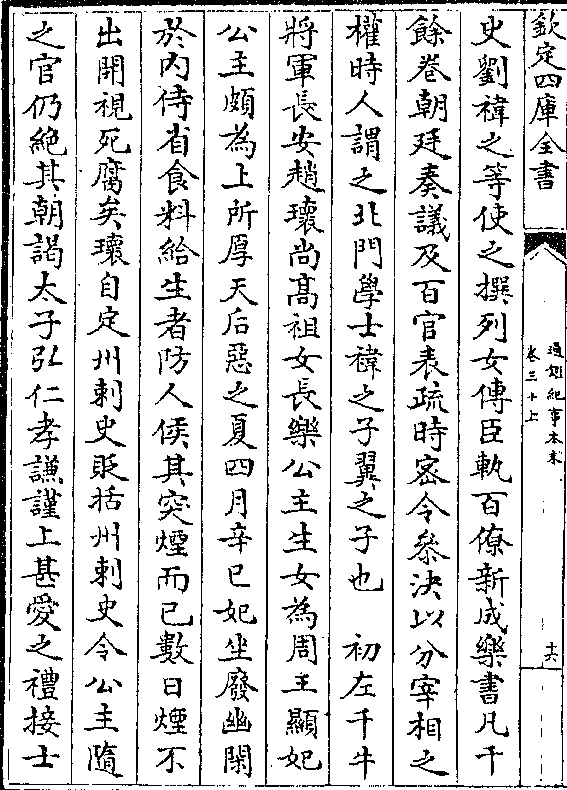 欽定四庫全書
通鑑紀事本末
卷三十上
十六
史劉禕之等使之撰列女傳臣軌百僚新成樂書凡千
餘卷朝廷奏議及百官表疏時密令參決以分宰相之
權時人謂之北門學士禕之子翼之子也　初左千牛
將軍長安趙瓌尚高祖女長樂公主生女為周王顯妃
公主頗為上所厚天后惡之夏四月辛巳妃坐廢幽閉
於內侍省食料給生者防人候其突煙而已數日煙不
出開視死腐矣瓌自定州刺史貶括州刺史令公主隨
之官仍絶其朝謁太子弘仁孝謙謹上甚愛之禮接士